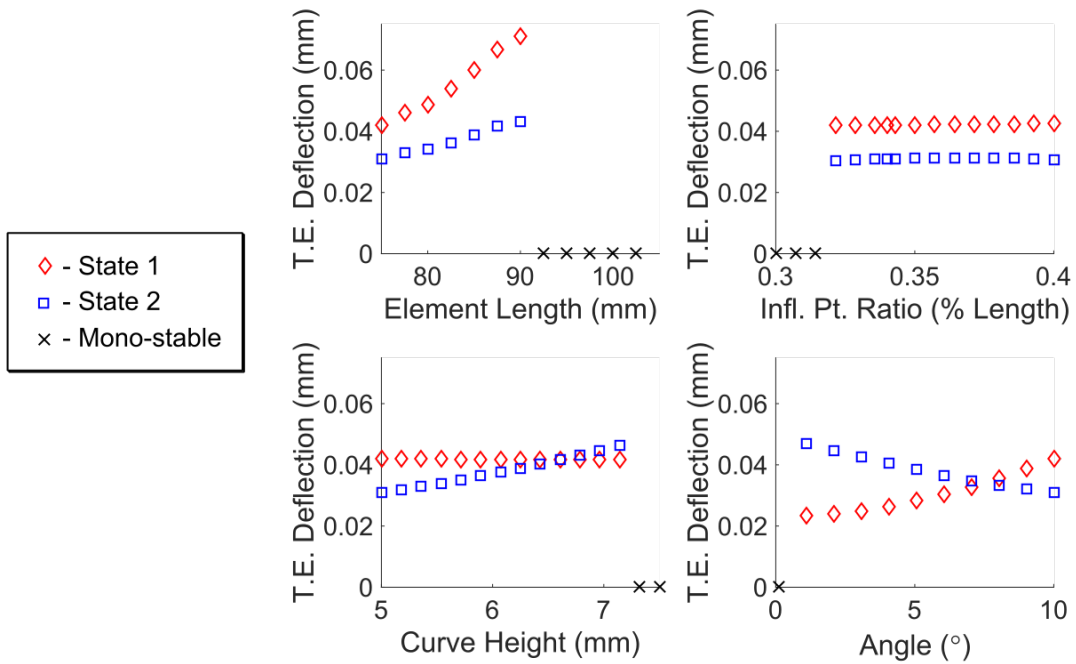 - State 1
- State 2
- Mono-stable
T.E. Deflection (mm)
0.06
0.04
0.02
0
80 90 100
Element Length (mm)
T.E. Deflection (mm)
0.06
0.04
0.02
0
0.3 0.35 0.4
Infl. Pt. Ratio (% Length)
T.E. Deflection (mm)
0.06
0.04
0.02
0
5 6 7
Curve Height (mm)
T.E. Deflection (mm)
0.06
0.04
0.02
0
0 5 10
Angle (°)